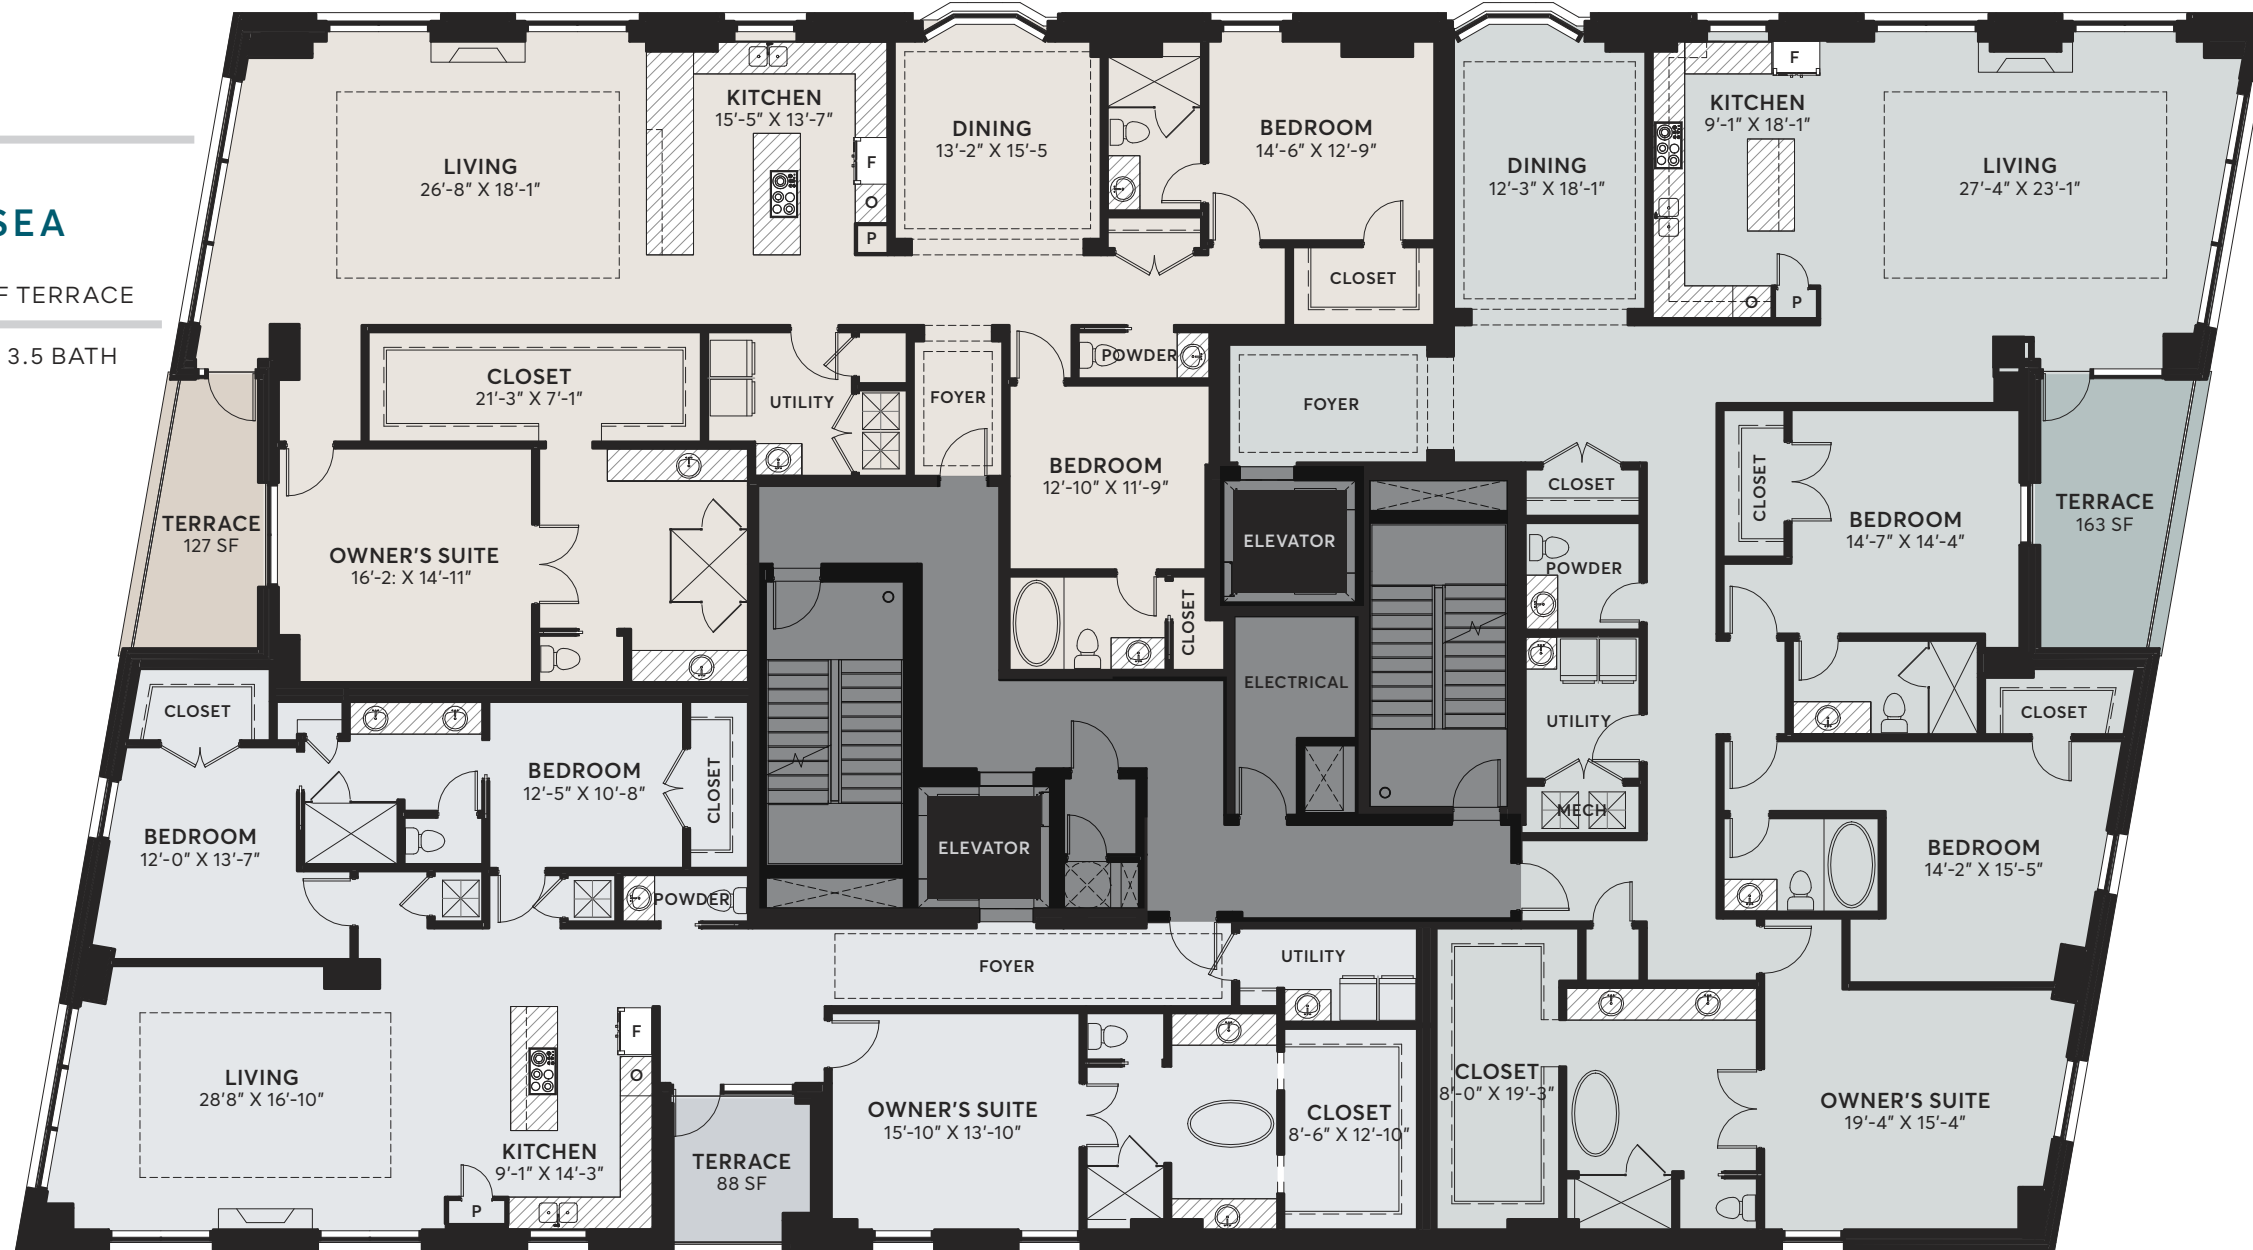 SEA
F TERRACE
3.5 BATH
LIVING
26'-8" X 18'-1"
KITCHEN
15'-5" X 13'-7"
F
O
P
DINING
13'-2" X 15'-5
BEDROOM
14'-6" X 12'-9"
CLOSET
DINING
12'-3" X 18'-1"
KITCHEN
9'-1" X 18'-1"
F
O
P
LIVING
27'-4" X 23'-1"
CLOSET
21'-3" X 7'-1"
UTILITY
FOYER
POWDER
BEDROOM
12'-10" X 11'-9"
CLOSET
FOYER
TERRACE
127 SF
OWNER'S SUITE
16'-2: X 14'-11"
ELEVATOR
ELECTRICAL
CLOSET
POWDER
UTILITY
MECH
CLOSET
BEDROOM
14'-7" X 14'-4"
TERRACE
163 SF
CLOSET
BEDROOM
14'-2" X 15'-5"
CLOSET
BEDROOM
12'-0" X 13'-7"
BEDROOM
12'-5" X 10'-8"
CLOSET
POWDER
ELEVATOR
FOYER
UTILITY
LIVING
28'8" X 16'-10"
F
O
KITCHEN
9'-1" X 14'-3"
P
TERRACE
88 SF
OWNER'S SUITE
15'-10" X 13'-10"
CLOSET
8'-6" X 12'-10"
CLOSET
8'-0" X 19'-3"
OWNER'S SUITE
19'-4" X 15'-4"